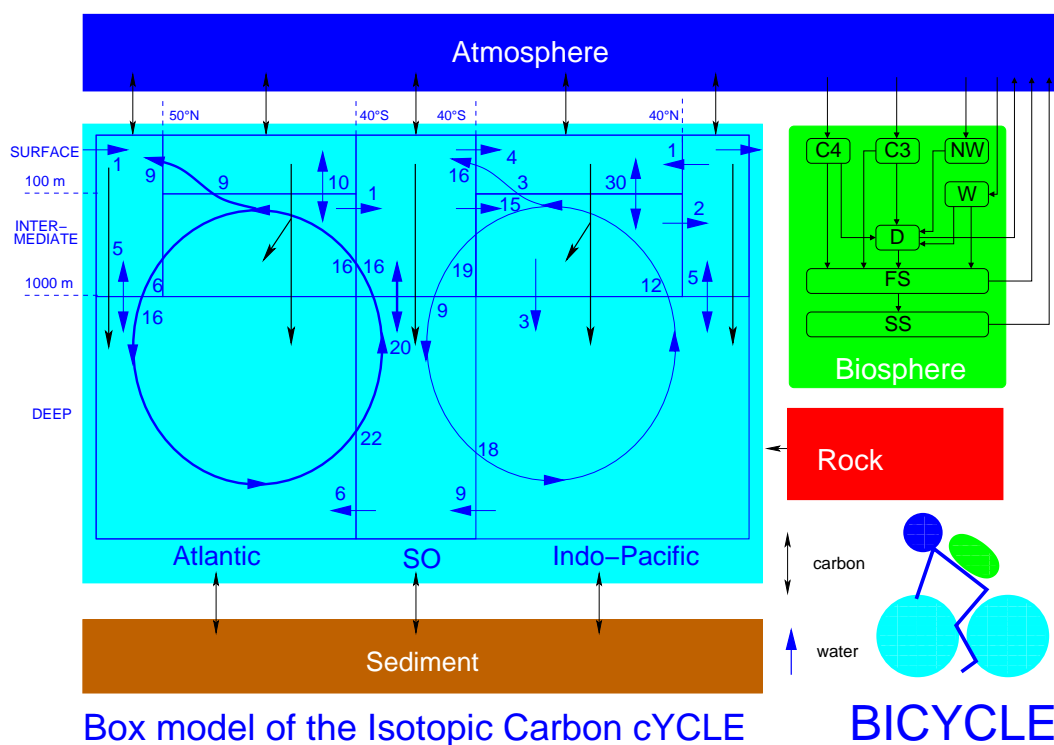 Atmosphere
50°N
40°S
40°S
40°N
SURFACE
1
9
9
10
1
4
16
3
30
1
C4
C3
NW
100 m
15
2
W
INTER−
MEDIATE
5
16
16
19
D
1000 m
6
9
12
5
FS
16
20
3
SS
Biosphere
DEEP
22
18
Rock
6
9
Atlantic
SO
Indo−Pacific
carbon
water
Sediment
Box model of the Isotopic Carbon cYCLE
BICYCLE